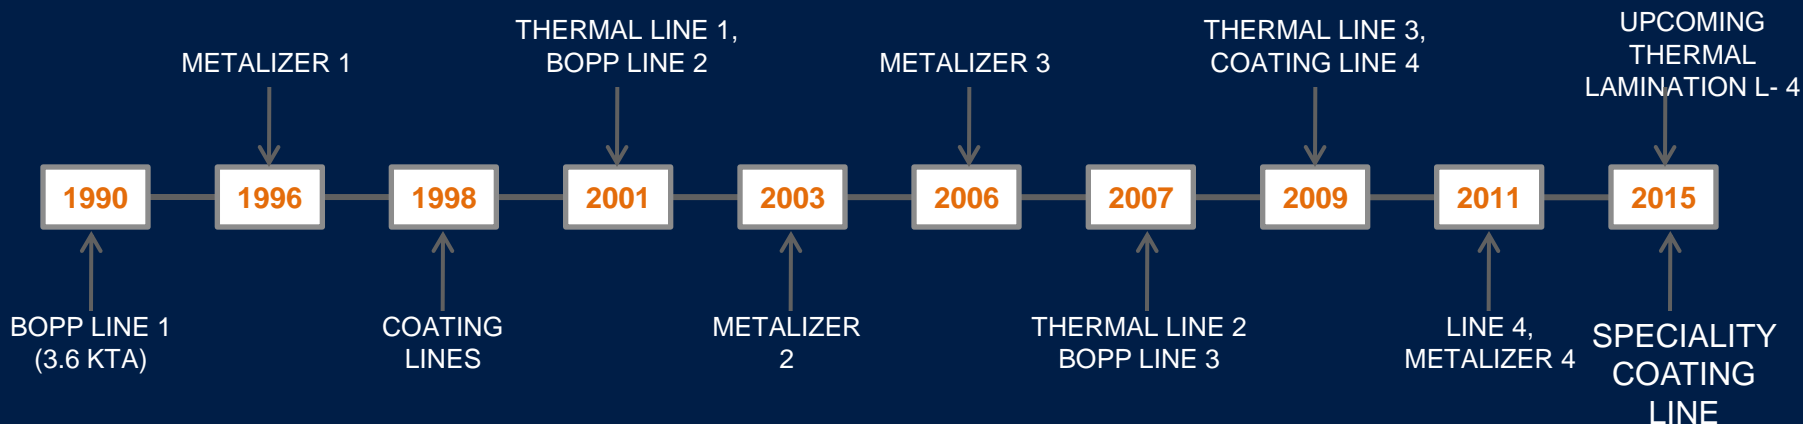 METALIZER 1
THERMAL LINE 1,
BOPP LINE 2
METALIZER 3
THERMAL LINE 3,
COATING LINE 4
UPCOMING
THERMAL
LAMINATION L- 4
1990
1996
1998
2001
2003
2006
2007
2009
2011
2015
BOPP LINE 1
(3.6 KTA)
COATING
LINES
METALIZER
2
THERMAL LINE 2
BOPP LINE 3
LINE 4,
METALIZER 4
SPECIALITY
COATING
LINE